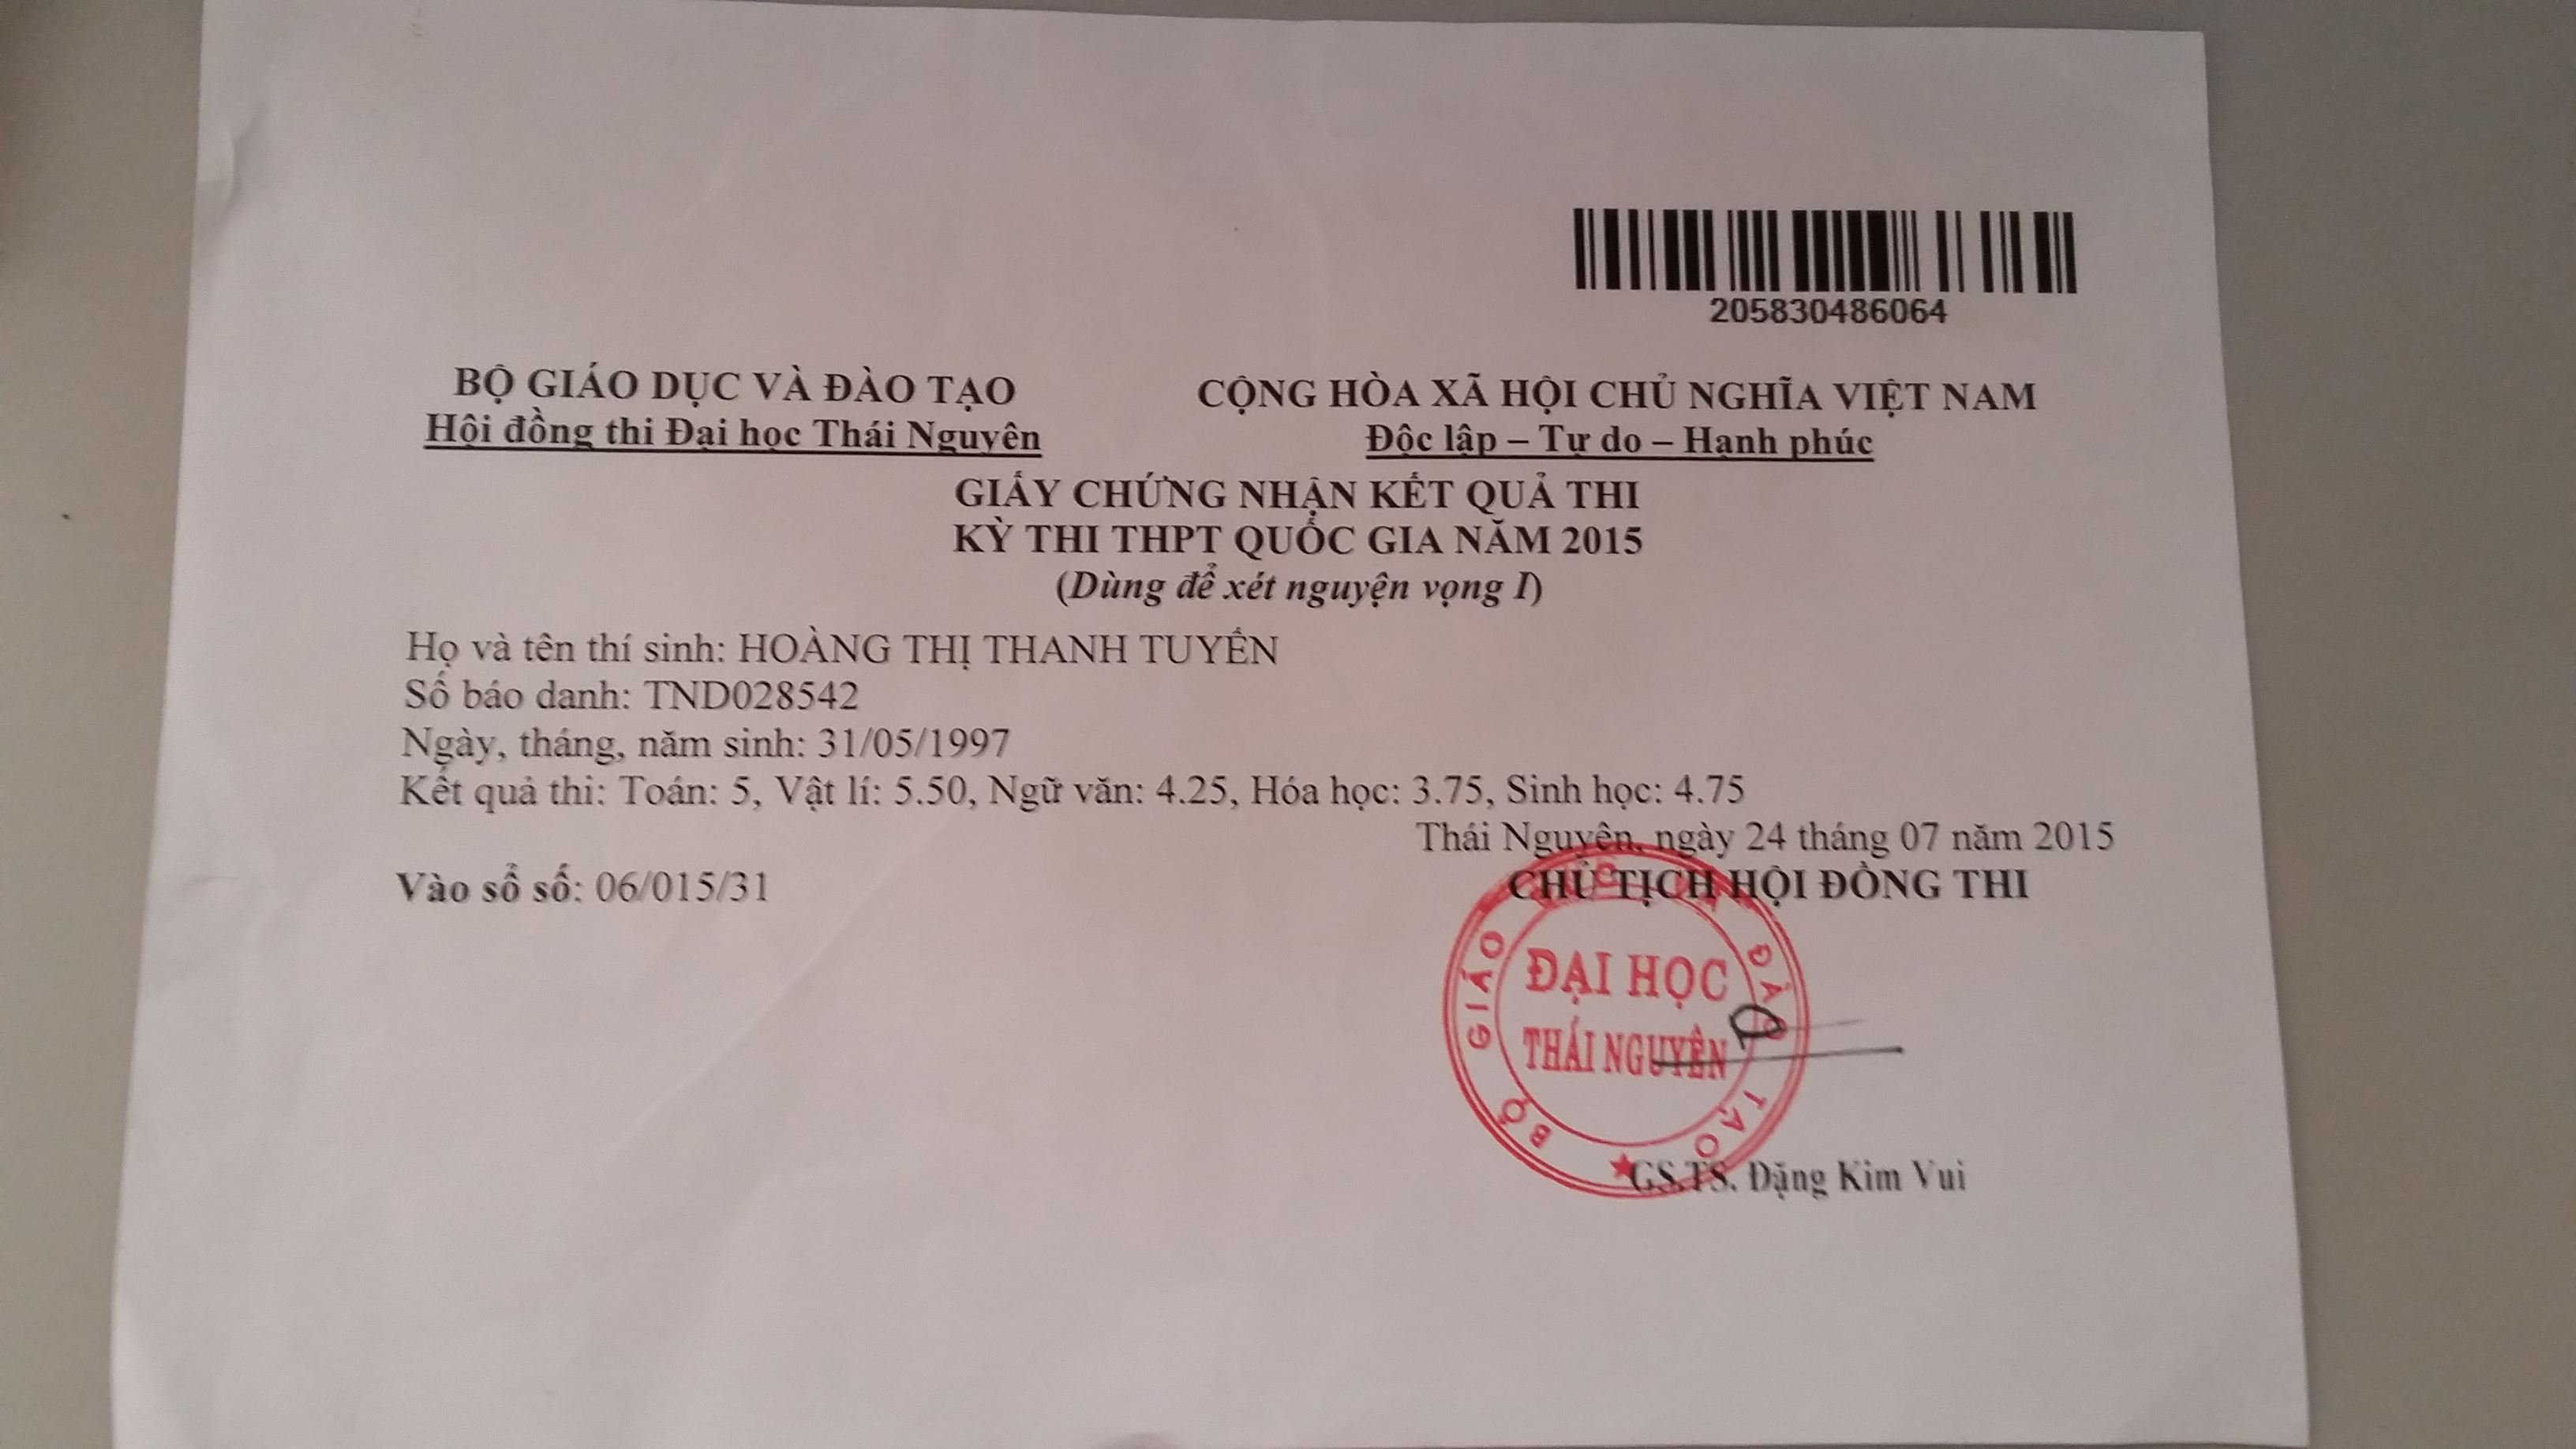 205830486064
BỘ GIÁO DỤC VÀ ĐÀO TẠO
Hội đồng thi Đại học Thái Nguyên
CỘNG HÒA XÃ HỘI CHỦ NGHĨA VIỆT NAM
Độc lập – Tự do – Hạnh phúc
GIẤY CHỨNG NHẬN KẾT QUẢ THI
KỲ THI THPT QUỐC GIA NĂM 2015
(Dùng để xét nguyện vọng I)
Họ và tên thí sinh: HOÀNG THỊ THANH TUYẾN
Số báo danh: TND028542
Ngày, tháng, năm sinh: 31/05/1997
Kết quả thi: Toán: 5, Vật lí: 5.50, Ngữ văn: 4.25, Hóa học: 3.75, Sinh học: 4.75
Thái Nguyên, ngày 24 tháng 07 năm 2015
Vào sổ số: 06/015/31
CHỦ TỊCH HỘI ĐỒNG THI
BỘ GIÁO ĐÀO TẠO
ĐẠI HỌC
THÁI NGUYÊN
GS.TS. Đặng Kim Vui